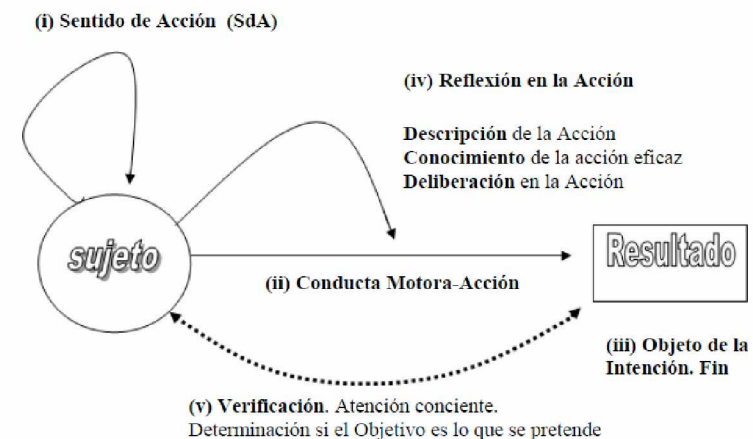 (i) Sentido de Acción (SdA)
(iv) Reflexión en la Acción
Descripción de la Acción
Conocimiento de la acción eficaz
Deliberación en la Acción
sujeto
Resultado
(ii) Conducta Motora-Acción
(iii) Objeto de la
Intención. Fin
(v) Verificación. Atención conciente.
Determinación si el Objetivo es lo que se pretende